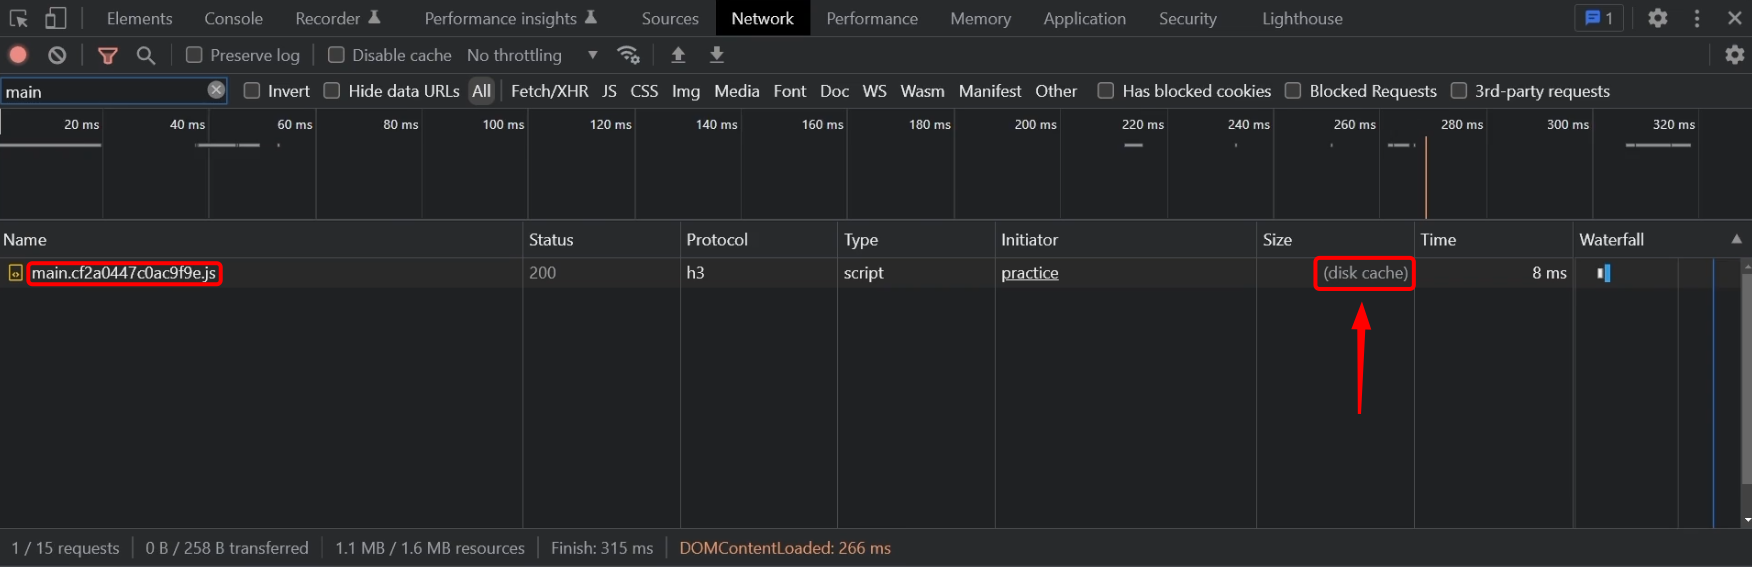 Elements Console Recorder Performance insights Sources Network Performance Memory Application Security Lighthouse 1
Preserve log Disable cache No throttling
main Invert Hide data URLs All Fetch/XHR JS CSS Img Media Font Doc WS Wasm Manifest Other Has blocked cookies Blocked Requests 3rd-party requests
20 ms 40 ms 60 ms 80 ms 100 ms 120 ms 140 ms 160 ms 180 ms 200 ms 220 ms 240 ms 260 ms 280 ms 300 ms 320 ms
Name Status Protocol Type Initiator Size Time Waterfall
main.cf2a0447c0ac9f9e.js 200 h3 script practice (disk cache) 8 ms
1 / 15 requests 0 B / 258 B transferred 1.1 MB / 1.6 MB resources Finish: 315 ms DOMContentLoaded: 266 ms